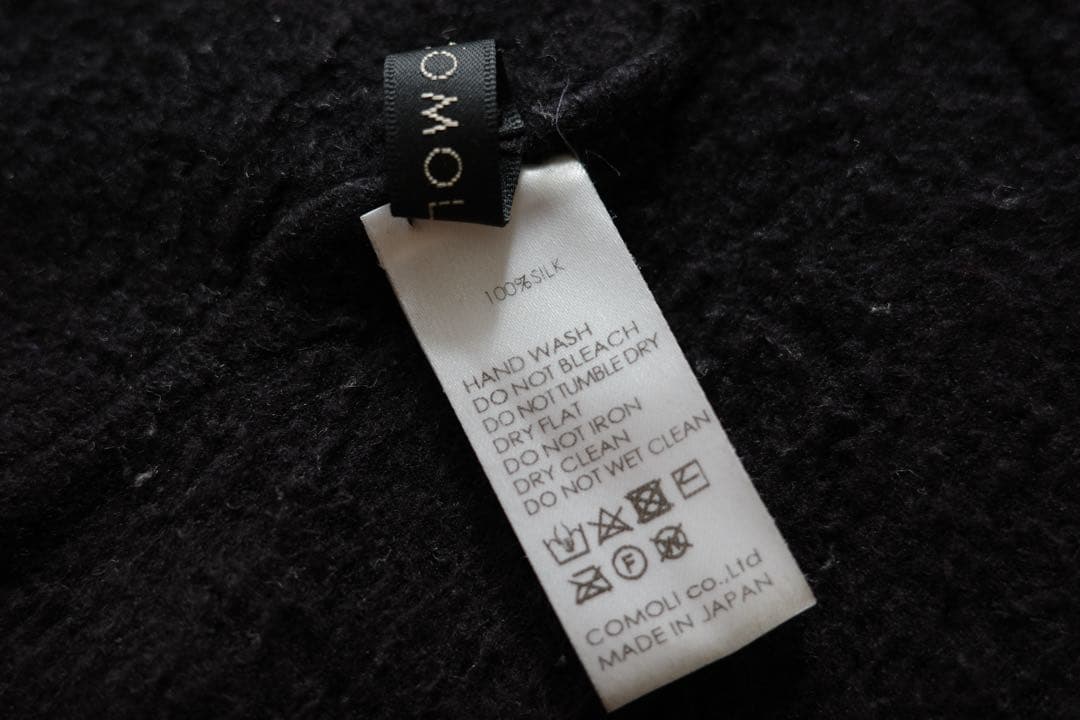 OMOL
100%SILK
HAND WASH
DO NOT BLEACH
DO NOT TUMBLE DRY
DRY FLAT
DO NOT IRON
DRY CLEAN
DO NOT WET CLEAN
F W
COMOLI co.,Ltd
MADE IN JAPAN